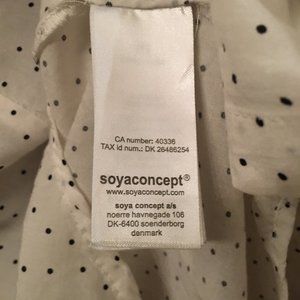 CA number: 40336
TAX id num.: DK 26486254
soyaconcept®
www.soyaconcept.com
soya concept a/s
noerre havnegade 106
DK-6400 soenderborg
denmark